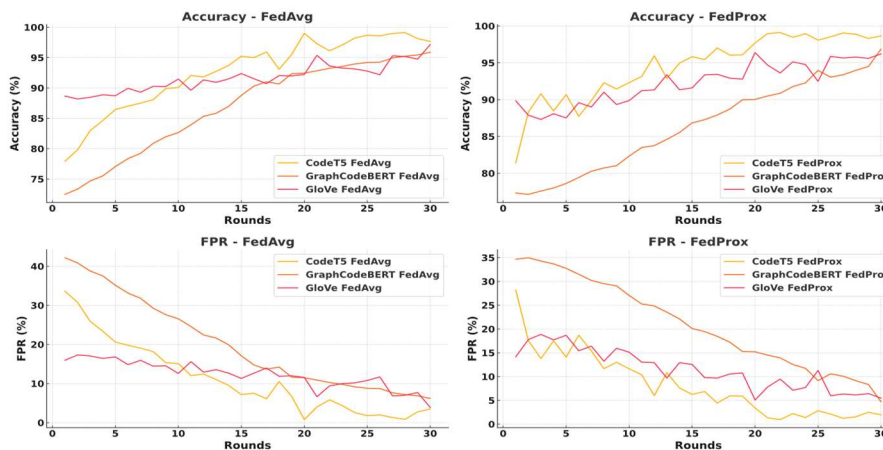 Accuracy - FedAvg
Accuracy (%)
100
95
90
85
80
75
0
5
10
15
20
25
30
Rounds
CodeT5 FedAvg
GraphCodeBERT FedAvg
GloVe FedAvg
Accuracy - FedProx
Accuracy (%)
100
95
90
85
80
0
5
10
15
20
25
30
Rounds
CodeT5 FedProx
GraphCodeBERT FedProx
GloVe FedProx
FPR - FedAvg
FPR (%)
40
30
20
10
0
0
5
10
15
20
25
30
Rounds
CodeT5 FedAvg
GraphCodeBERT FedAvg
GloVe FedAvg
FPR - FedProx
FPR (%)
35
30
25
20
15
10
5
0
0
5
10
15
20
25
30
Rounds
CodeT5 FedProx
GraphCodeBERT FedProx
GloVe FedProx